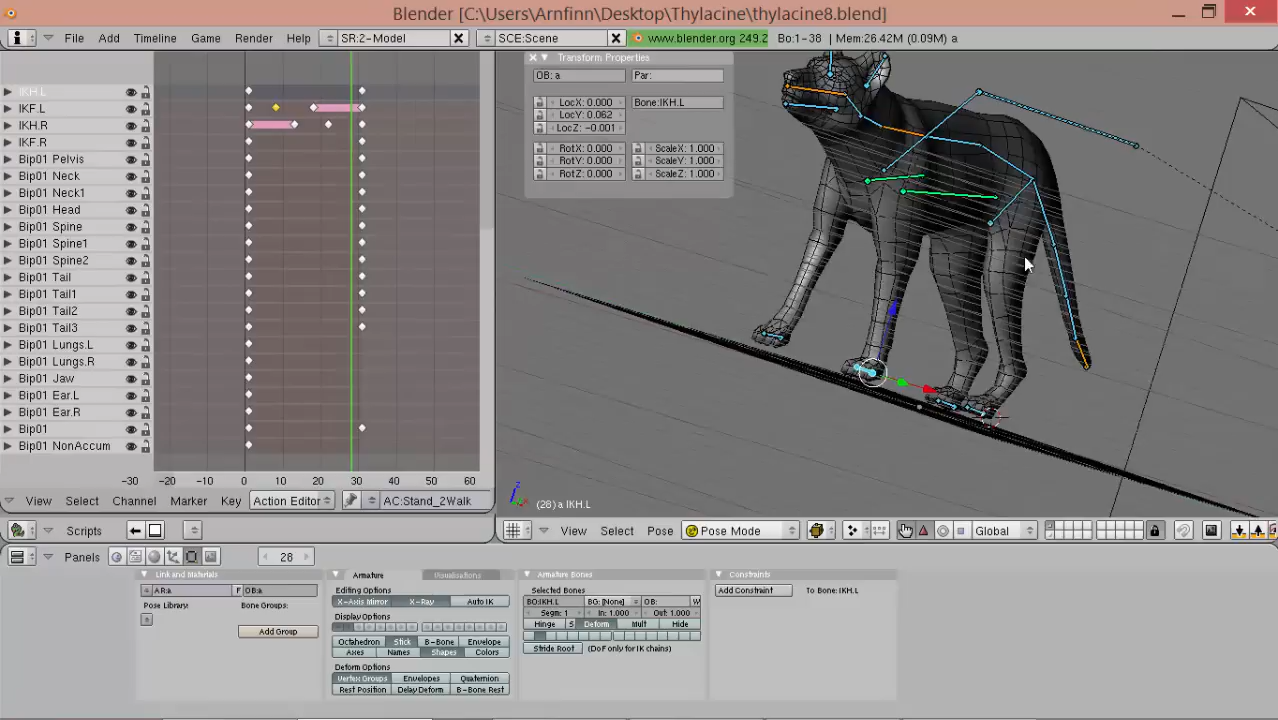 Blender [C:\Users\Arnfinn\Desktop\Thylacine\thylacine8.blend]
File Add Timeline Game Render Help SR:2-Model SCE:Scene www.blender.org 249.2 Bo:1-38 | Mem:26.42M (0.09M) a
IKH.L
IKF.L
IKH.R
IKF.R
Bip01 Pelvis
Bip01 Neck
Bip01 Neck1
Bip01 Head
Bip01 Spine
Bip01 Spine1
Bip01 Spine2
Bip01 Tail
Bip01 Tail1
Bip01 Tail2
Bip01 Tail3
Bip01 Lungs.L
Bip01 Lungs.R
Bip01 Jaw
Bip01 Ear.L
Bip01 Ear.R
Bip01
Bip01 NonAccum
-30 -20 -10 0 10 20 30 40 50 60
View Select Channel Marker Key Action Editor AC:Stand_2Walk
Transform Properties
OB: a Par:
LocX: 0.000 Bone:IKH.L
LocY: 0.062
LocZ: -0.001
RotX: 0.000 ScaleX: 1.000
RotY: 0.000 ScaleY: 1.000
RotZ: 0.000 ScaleZ: 1.000
z
(28) a IKH.L
Scripts
View Select Pose Pose Mode Global
Panels 28
Link and Materials
AR:a F OB:a
Pose Library: Bone Groups:
Add Group
Armature Visualisations
Editing Options
X-Axis Mirror X-Ray Auto IK
Display Options
Octahedron Stick B-Bone Envelope
Axes Names Shapes Colors
Deform Options
Vertex Groups Envelopes Quaternion
Rest Position Delay Deform B-Bone Rest
Armature Bones
Selected Bones
BO:IKH.L BG: [None] OB: W
Segm: 1 In: 1.000 Out: 1.000
Hinge S Deform Mult Hide
Stride Root (DoF only for IK chains)
Constraints
Add Constraint To Bone: IKH.L